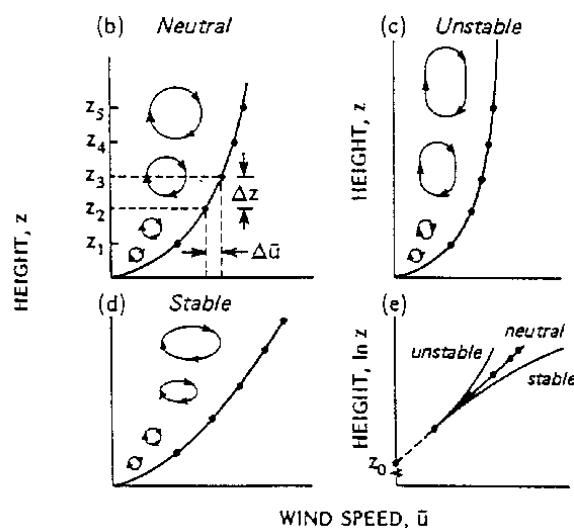 (b) Neutral
HEIGHT, z
z5
z4
z3
z2
z1
Δz
Δū
(c) Unstable
HEIGHT, z
(d) Stable
(e)
HEIGHT, ln z
unstable
neutral
stable
z0
WIND SPEED, ū